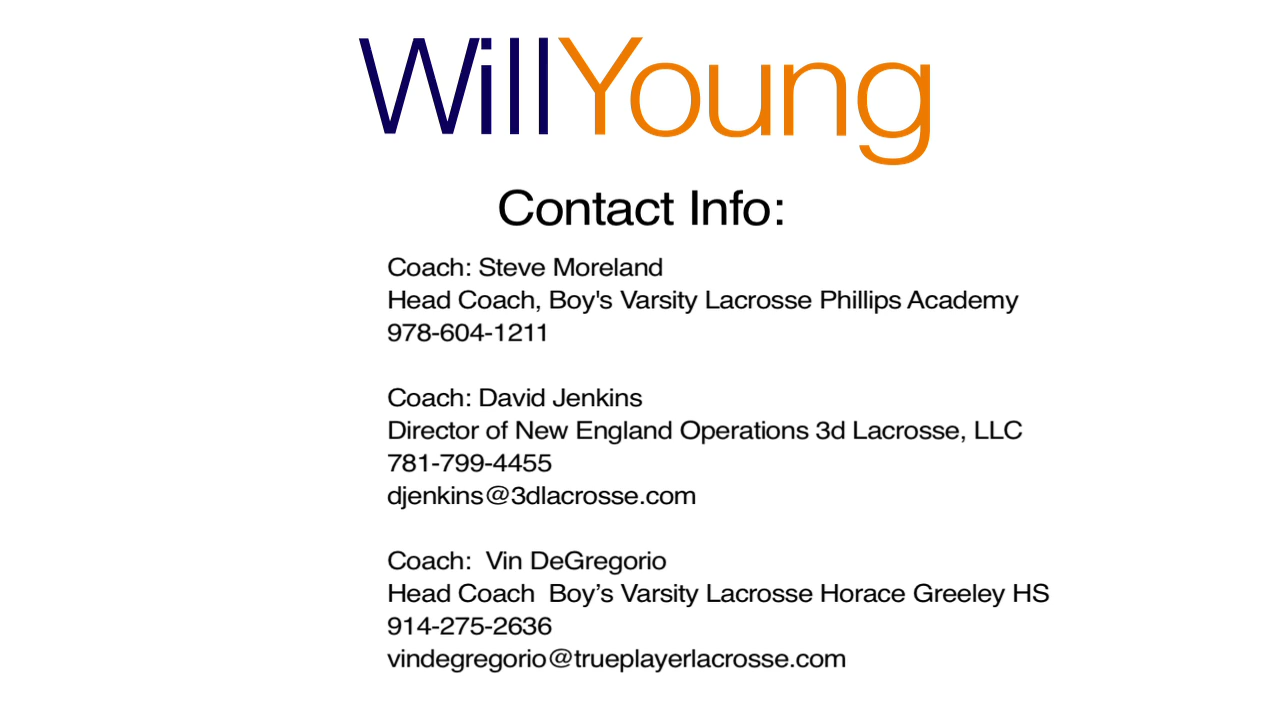 WillYoung
Contact Info:
Coach: Steve Moreland
Head Coach, Boy's Varsity Lacrosse Phillips Academy
978-604-1211
Coach: David Jenkins
Director of New England Operations 3d Lacrosse, LLC
781-799-4455
djenkins@3dlacrosse.com
Coach:  Vin DeGregorio
Head Coach  Boy’s Varsity Lacrosse Horace Greeley HS
914-275-2636
vindegregorio@trueplayerlacrosse.com